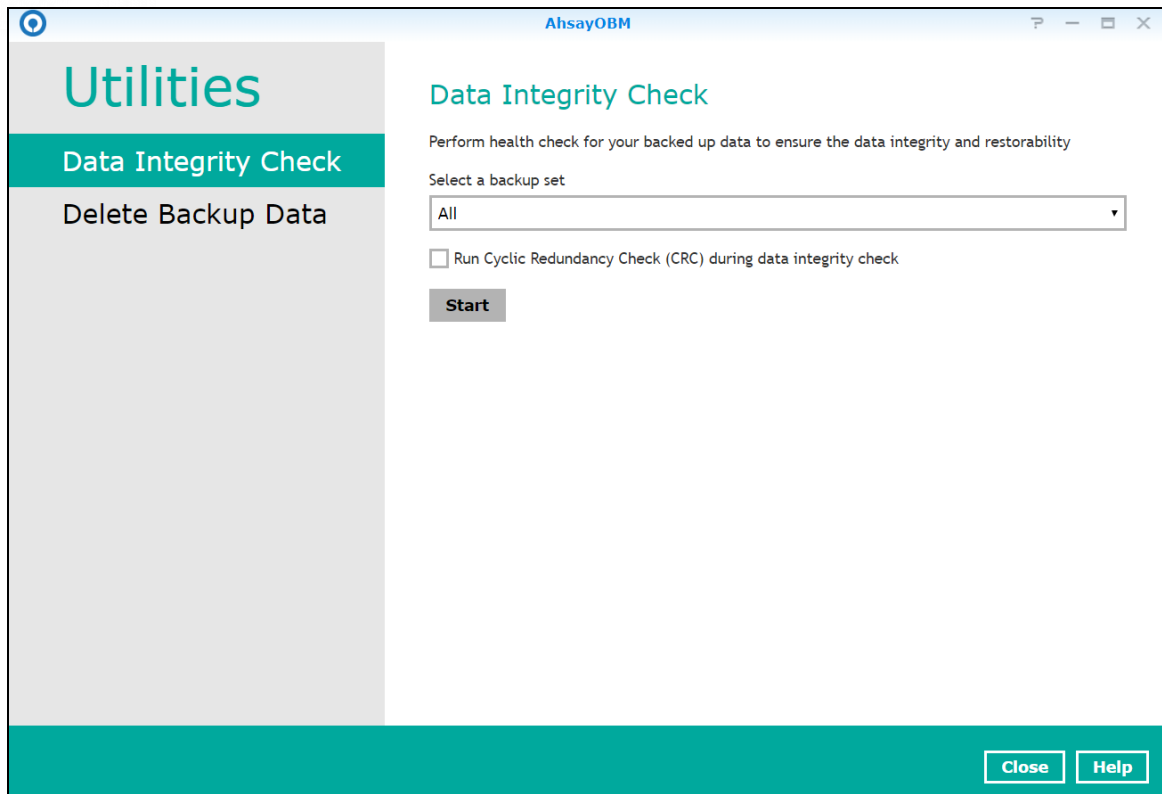 AhsayOBM
Utilities
Data Integrity Check
Delete Backup Data
Data Integrity Check
Perform health check for your backed up data to ensure the data integrity and restorability
Select a backup set
All
Run Cyclic Redundancy Check (CRC) during data integrity check
Start
Close
Help